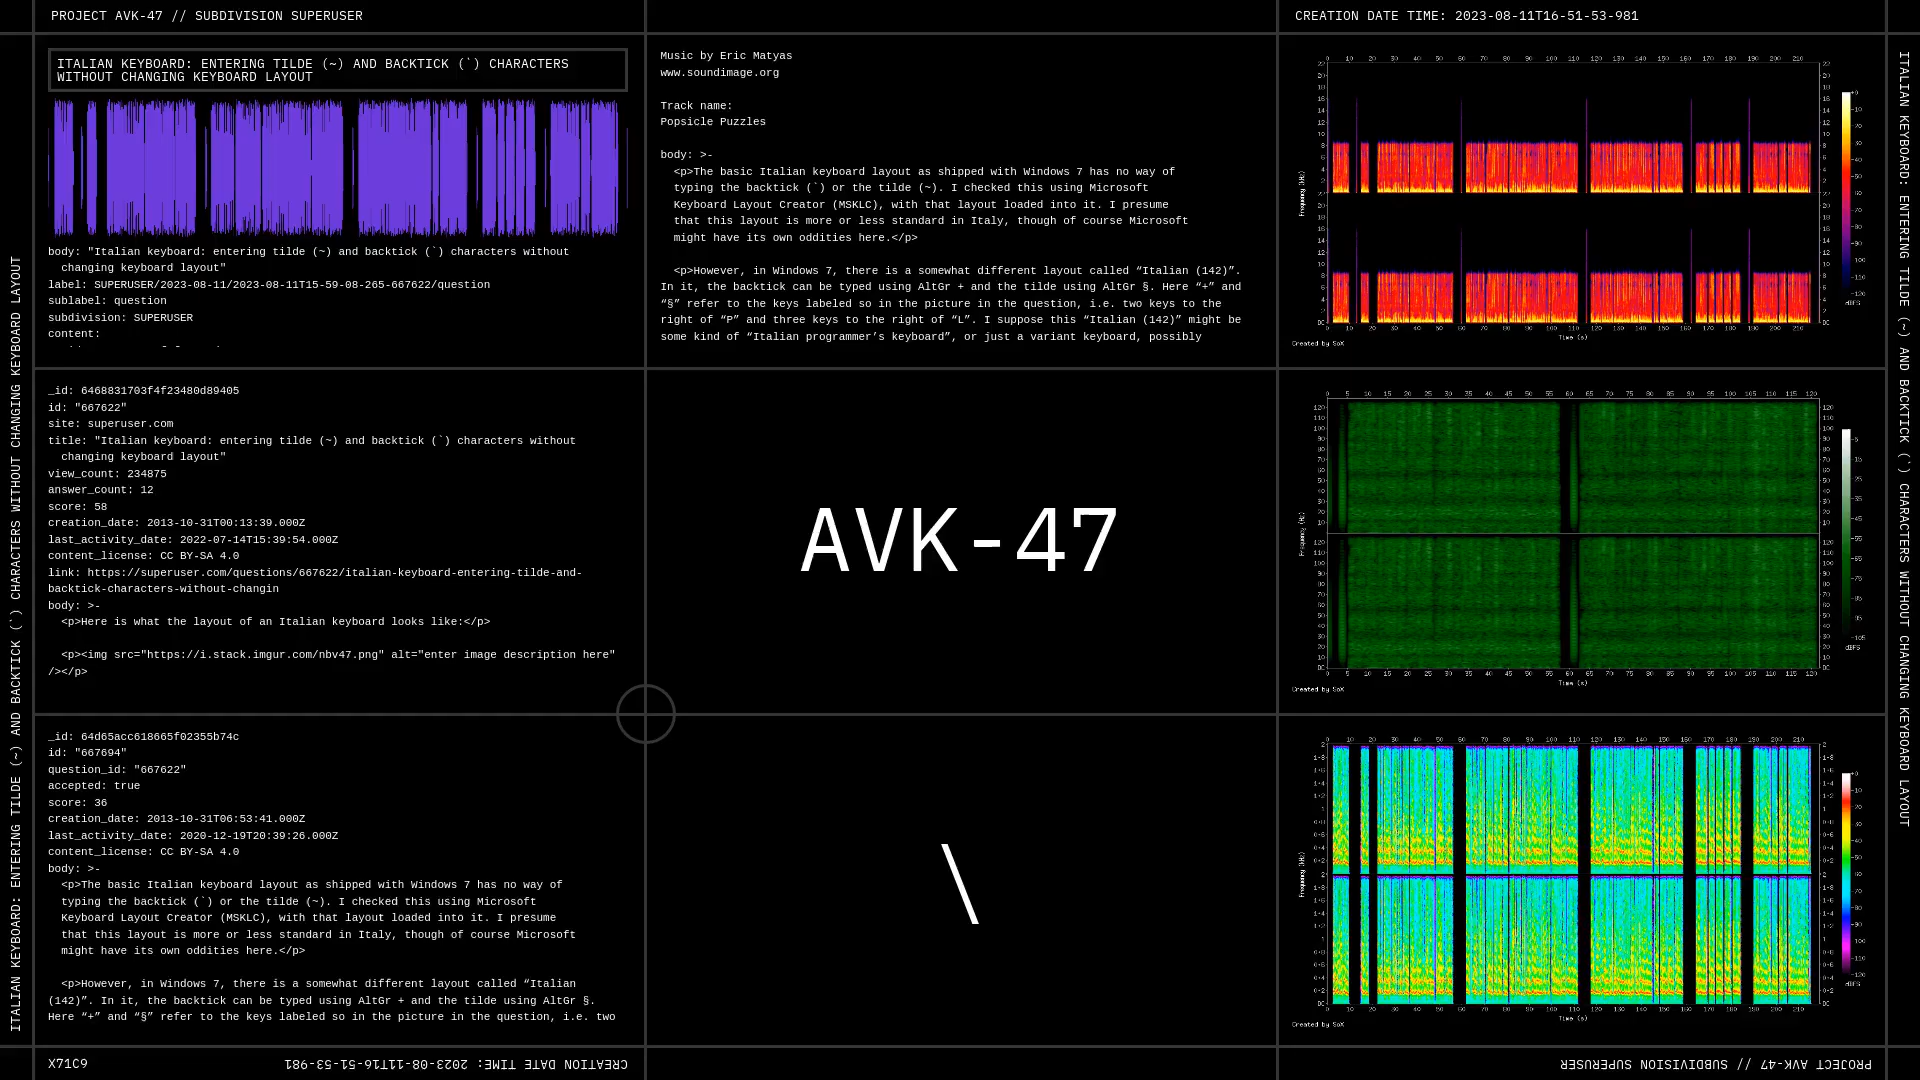 PROJECT AVK-47 // SUBDIVISION SUPERUSER
CREATION DATE TIME: 2023-08-11T16-51-53-981
ITALIAN KEYBOARD: ENTERING TILDE (~) AND BACKTICK (`) CHARACTERS WITHOUT CHANGING KEYBOARD LAYOUT
ITALIAN KEYBOARD: ENTERING TILDE (~) AND BACKTICK (`) CHARACTERS
WITHOUT CHANGING KEYBOARD LAYOUT
body: "Italian keyboard: entering tilde (~) and backtick (`) characters without
changing keyboard layout"
label: SUPERUSER/2023-08-11/2023-08-11T15-59-08-265-667622/question
sublabel: question
subdivision: SUPERUSER
content:
Music by Eric Matyas
www.soundimage.org
Track name:
Popsicle Puzzles
body: >-
<p>The basic Italian keyboard layout as shipped with Windows 7 has no way of
typing the backtick (`) or the tilde (~). I checked this using Microsoft
Keyboard Layout Creator (MSKLC), with that layout loaded into it. I presume
that this layout is more or less standard in Italy, though of course Microsoft
might have its own oddities here.</p>
<p>However, in Windows 7, there is a somewhat different layout called “Italian (142)”.
In it, the backtick can be typed using AltGr + and the tilde using AltGr §. Here “+” and
“§” refer to the keys labeled so in the picture in the question, i.e. two keys to the
right of “P” and three keys to the right of “L”. I suppose this “Italian (142)” might be
some kind of “Italian programmer’s keyboard”, or just a variant keyboard, possibly
Frequency (kHz)
Time (s)
dBFS
Created by SoX
_id: 6468831703f4f23480d89405
id: "667622"
site: superuser.com
title: "Italian keyboard: entering tilde (~) and backtick (`) characters without
changing keyboard layout"
view_count: 234875
answer_count: 12
score: 58
creation_date: 2013-10-31T00:13:39.000Z
last_activity_date: 2022-07-14T15:39:54.000Z
content_license: CC BY-SA 4.0
link: https://superuser.com/questions/667622/italian-keyboard-entering-tilde-and-
backtick-characters-without-changin
body: >-
<p>Here is what the layout of an Italian keyboard looks like:</p>
<p><img src="https://i.stack.imgur.com/nbv47.png" alt="enter image description here"
/></p>
AVK-47
Frequency (Hz)
Time (s)
dBFS
Created by SoX
_id: 64d65acc618665f02355b74c
id: "667694"
question_id: "667622"
accepted: true
score: 36
creation_date: 2013-10-31T06:53:41.000Z
last_activity_date: 2020-12-19T20:39:26.000Z
content_license: CC BY-SA 4.0
body: >-
<p>The basic Italian keyboard layout as shipped with Windows 7 has no way of
typing the backtick (`) or the tilde (~). I checked this using Microsoft
Keyboard Layout Creator (MSKLC), with that layout loaded into it. I presume
that this layout is more or less standard in Italy, though of course Microsoft
might have its own oddities here.</p>
<p>However, in Windows 7, there is a somewhat different layout called “Italian
(142)”. In it, the backtick can be typed using AltGr + and the tilde using AltGr §.
Here “+” and “§” refer to the keys labeled so in the picture in the question, i.e. two
\
Frequency (kHz)
Time (s)
dBFS
Created by SoX
ITALIAN KEYBOARD: ENTERING TILDE (~) AND BACKTICK (`) CHARACTERS WITHOUT CHANGING KEYBOARD LAYOUT
X71CJ6
CREATION DATE TIME: 2023-08-11T16-51-53-981
PROJECT AVK-47 // SUBDIVISION SUPERUSER